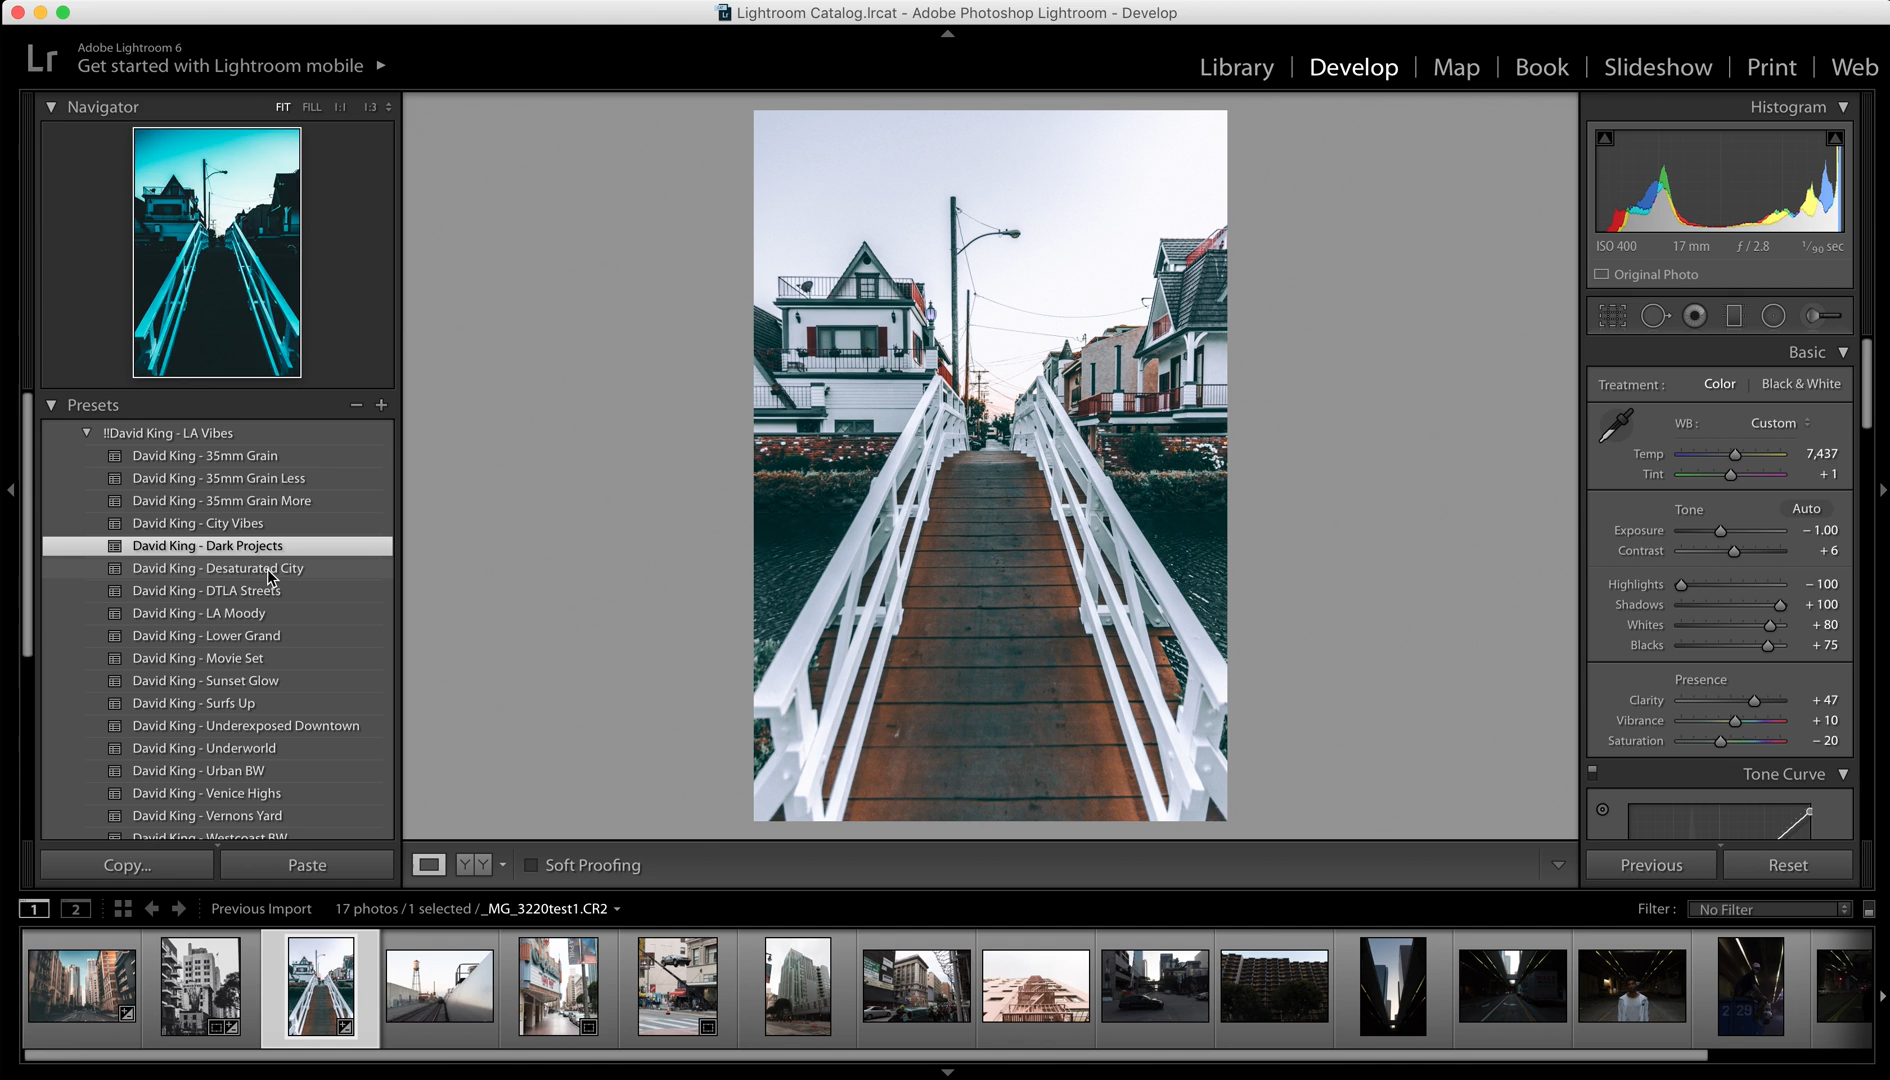 Lightroom Catalog.lrcat - Adobe Photoshop Lightroom - Develop
Lr
Adobe Lightroom 6
Get started with Lightroom mobile
Library | Develop | Map | Book | Slideshow | Print | Web
Navigator FIT FILL 1:1 1:3
Histogram
ISO 400 17 mm ƒ / 2.8 1/90 sec
Original Photo
Basic
Treatment : Color | Black & White
WB : Custom
Temp 7,437
Tint + 1
Tone Auto
Exposure − 1.00
Contrast + 6
Highlights − 100
Shadows + 100
Whites + 80
Blacks + 75
Presence
Clarity + 47
Vibrance + 10
Saturation − 20
Tone Curve
Previous Reset
Presets
!!David King - LA Vibes
David King - 35mm Grain
David King - 35mm Grain Less
David King - 35mm Grain More
David King - City Vibes
David King - Dark Projects
David King - Desaturated City
David King - DTLA Streets
David King - LA Moody
David King - Lower Grand
David King - Movie Set
David King - Sunset Glow
David King - Surfs Up
David King - Underexposed Downtown
David King - Underworld
David King - Urban BW
David King - Venice Highs
David King - Vernons Yard
David King - Westcoast BW
Copy... Paste
YY Soft Proofing
1 2 Previous Import 17 photos / 1 selected / _MG_3220test1.CR2
Filter : No Filter